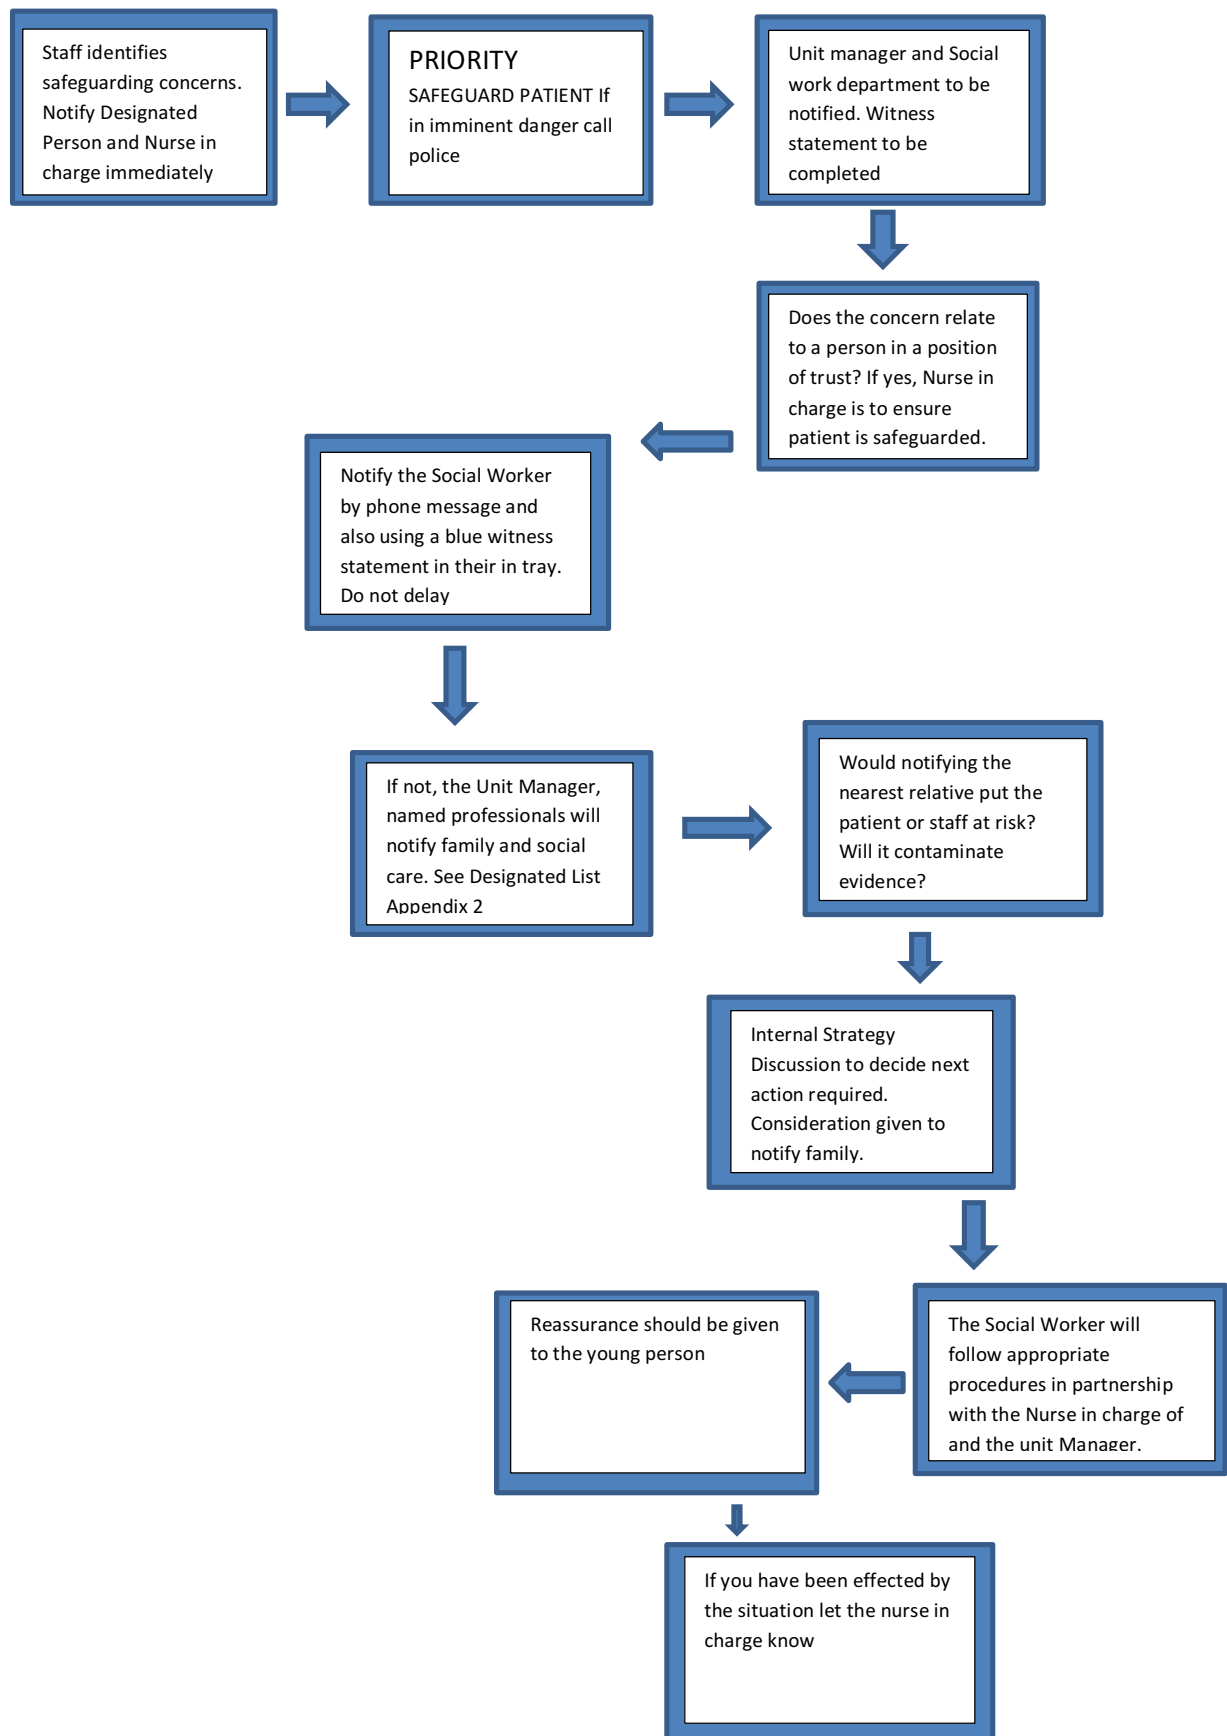 Staff identifies
safeguarding concerns.
Notify Designated
Person and Nurse in
charge immediately
PRIORITY
SAFEGUARD PATIENT If
in imminent danger call
police
Unit manager and Social
work department to be
notified. Witness
statement to be
completed
Does the concern relate
to a person in a position
of trust? If yes, Nurse in
charge is to ensure
patient is safeguarded.
Notify the Social Worker
by phone message and
also using a blue witness
statement in their in tray.
Do not delay
If not, the Unit Manager,
named professionals will
notify family and social
care. See Designated List
Appendix 2
Would notifying the
nearest relative put the
patient or staff at risk?
Will it contaminate
evidence?
Internal Strategy
Discussion to decide next
action required.
Consideration given to
notify family.
The Social Worker will
follow appropriate
procedures in partnership
with the Nurse in charge of
and the unit Manager.
Reassurance should be given
to the young person
If you have been effected by
the situation let the nurse in
charge know